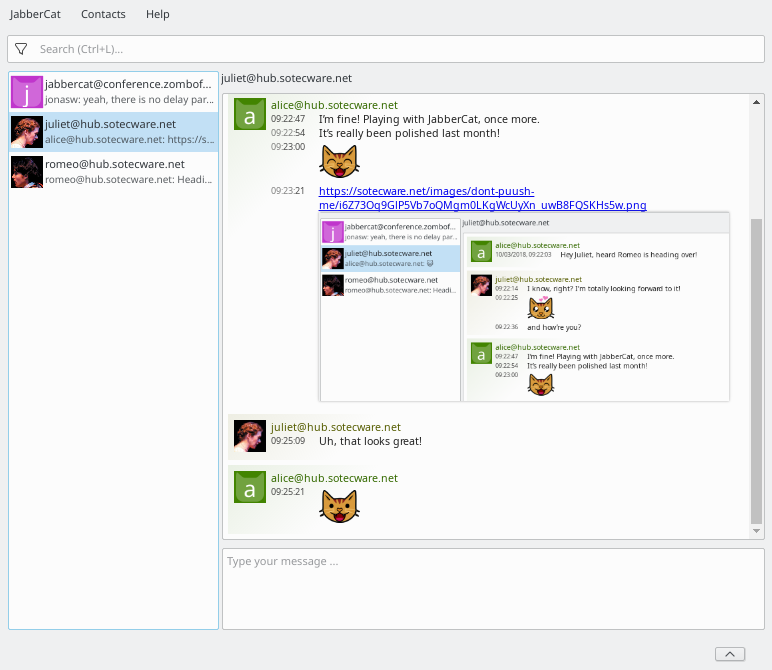 JabberCat Contacts Help
Search (Ctrl+L)...
j
jabbercat@conference.zombof...
jonasw: yeah, there is no delay par...
juliet@hub.sotecware.net
alice@hub.sotecware.net: https://s...
romeo@hub.sotecware.net
romeo@hub.sotecware.net: Headi...
juliet@hub.sotecware.net
a
alice@hub.sotecware.net
09:22:47 I'm fine! Playing with JabberCat, once more.
09:22:54 It's really been polished last month!
09:23:00
09:23:21 https://sotecware.net/images/dont-puush-
me/i6Z73Oq9GlP5Vb7oQMgm0LKgWcUyXn_uwB8FQSKHs5w.png
j
jabbercat@conference.zombof...
jonasw: yeah, there is no delay par...
juliet@hub.sotecware.net
alice@hub.sotecware.net:
romeo@hub.sotecware.net
romeo@hub.sotecware.net: Headi...
juliet@hub.sotecware.net
a
alice@hub.sotecware.net
10/03/2018, 09:22:03 Hey Juliet, heard Romeo is heading over!
juliet@hub.sotecware.net
09:22:14 I know, right? I'm totally looking forward to it!
09:22:25
09:22:36 and how're you?
a
alice@hub.sotecware.net
09:22:47 I'm fine! Playing with JabberCat, once more.
09:22:54 It's really been polished last month!
09:23:00
juliet@hub.sotecware.net
09:25:09 Uh, that looks great!
a
alice@hub.sotecware.net
09:25:21
Type your message ...